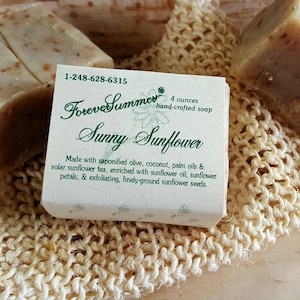 1-248-628-6315
ForeverSummer®
4 ounces
hand-crafted soap
Sunny Sunflower
Made with saponified olive, coconut, palm oils &
solar sunflower tea, enriched with sunflower oil, sunflower
petals, & exfoliating, finely-ground sunflower seeds.